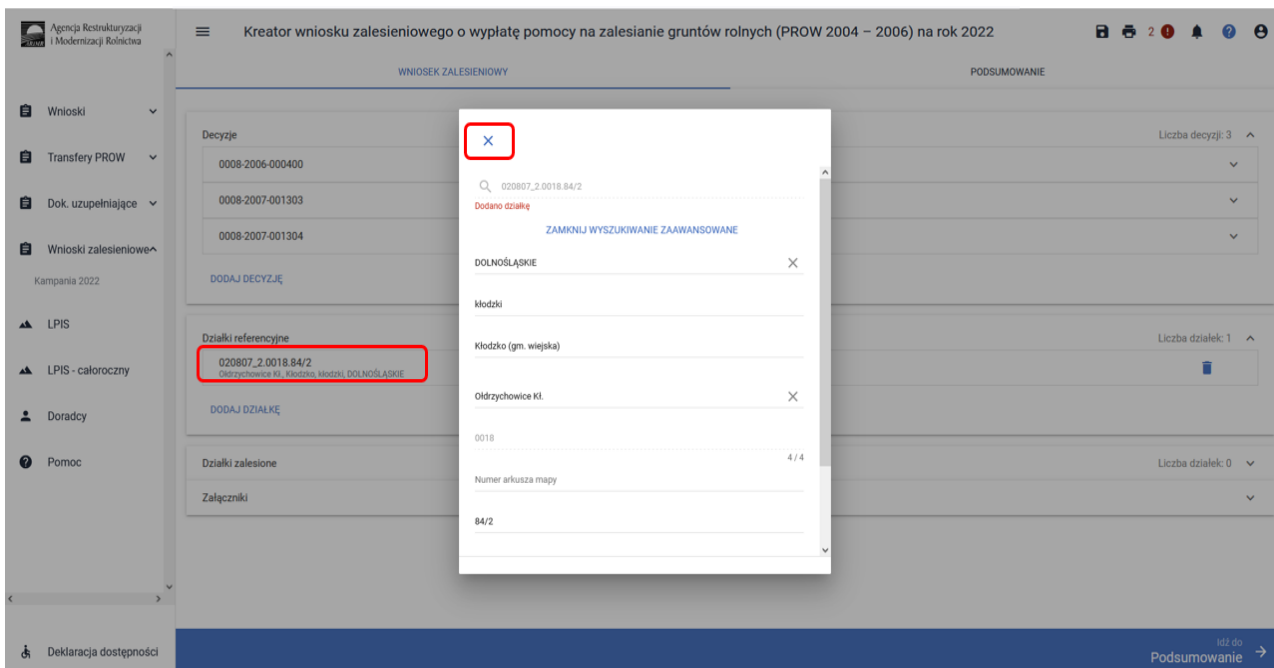 Agencja Restrukturyzacji
i Modernizacji Rolnictwa
ARiMR
Kreator wniosku zalesieniowego o wypłatę pomocy na zalesianie gruntów rolnych (PROW 2004 – 2006) na rok 2022
2
WNIOSEK ZALESIENIOWY
PODSUMOWANIE
Wnioski
Transfery PROW
Dok. uzupełniające
Wnioski zalesieniowe
Kampania 2022
LPIS
LPIS - całoroczny
Doradcy
Pomoc
Deklaracja dostępności
Decyzje
Liczba decyzji: 3
0008-2006-000400
0008-2007-001303
0008-2007-001304
DODAJ DECYZJĘ
Działki referencyjne
Liczba działek: 1
020807_2.0018.84/2
Ołdrzychowice Kł., Kłodzko, kłodzki, DOLNOŚLĄSKIE
DODAJ DZIAŁKĘ
Działki zalesione
Liczba działek: 0
Załączniki
020807_2.0018.84/2
Dodano działkę
ZAMKNIJ WYSZUKIWANIE ZAAWANSOWANE
DOLNOŚLĄSKIE
kłodzki
Kłodzko (gm. wiejska)
Ołdrzychowice Kł.
0018
4 / 4
Numer arkusza mapy
84/2
Idź do
Podsumowanie